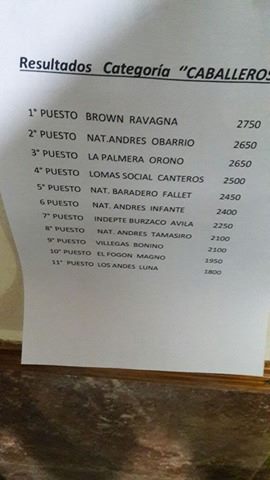 Resultados Categoría "CABALLEROS
1° PUESTO BROWN RAVAGNA 2750
2° PUESTO NAT.ANDRES OBARRIO 2650
3° PUESTO LA PALMERA ORONO 2650
4° PUESTO LOMAS SOCIAL CANTEROS 2500
5° PUESTO NAT. BARADERO FALLET 2450
6 PUESTO NAT. ANDRES INFANTE 2400
7° PUESTO INDEPTE BURZACO AVILA 2250
8° PUESTO NAT. ANDRES TAMASIRO 2100
9° PUESTO VILLEGAS BONINO 2100
10° PUESTO EL FOGON MAGNO 1950
11° PUESTO LOS ANDES LUNA 1800